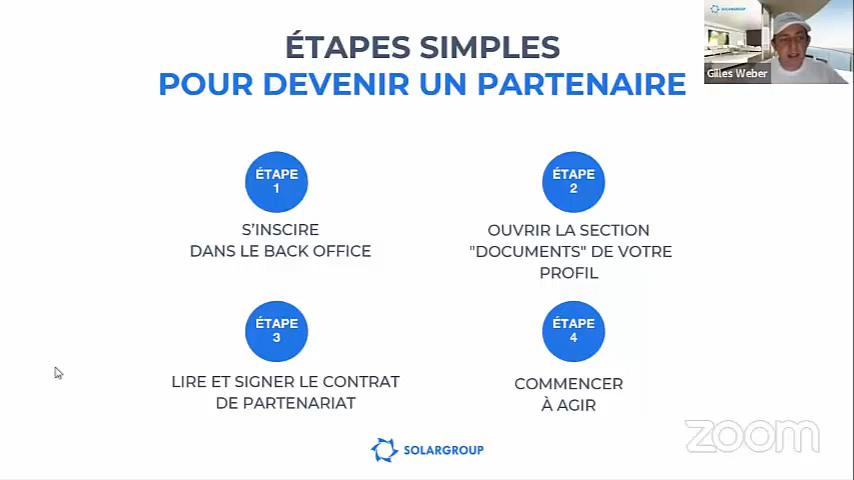 ÉTAPES SIMPLES
POUR DEVENIR UN PARTENAIRE
SOLARGROUP
Gilles Weber
ÉTAPE
1
S'INSCIRE
DANS LE BACK OFFICE
ÉTAPE
2
OUVRIR LA SECTION
"DOCUMENTS" DE VOTRE
PROFIL
ÉTAPE
3
LIRE ET SIGNER LE CONTRAT
DE PARTENARIAT
ÉTAPE
4
COMMENCER
À AGIR
SOLARGROUP
zoom